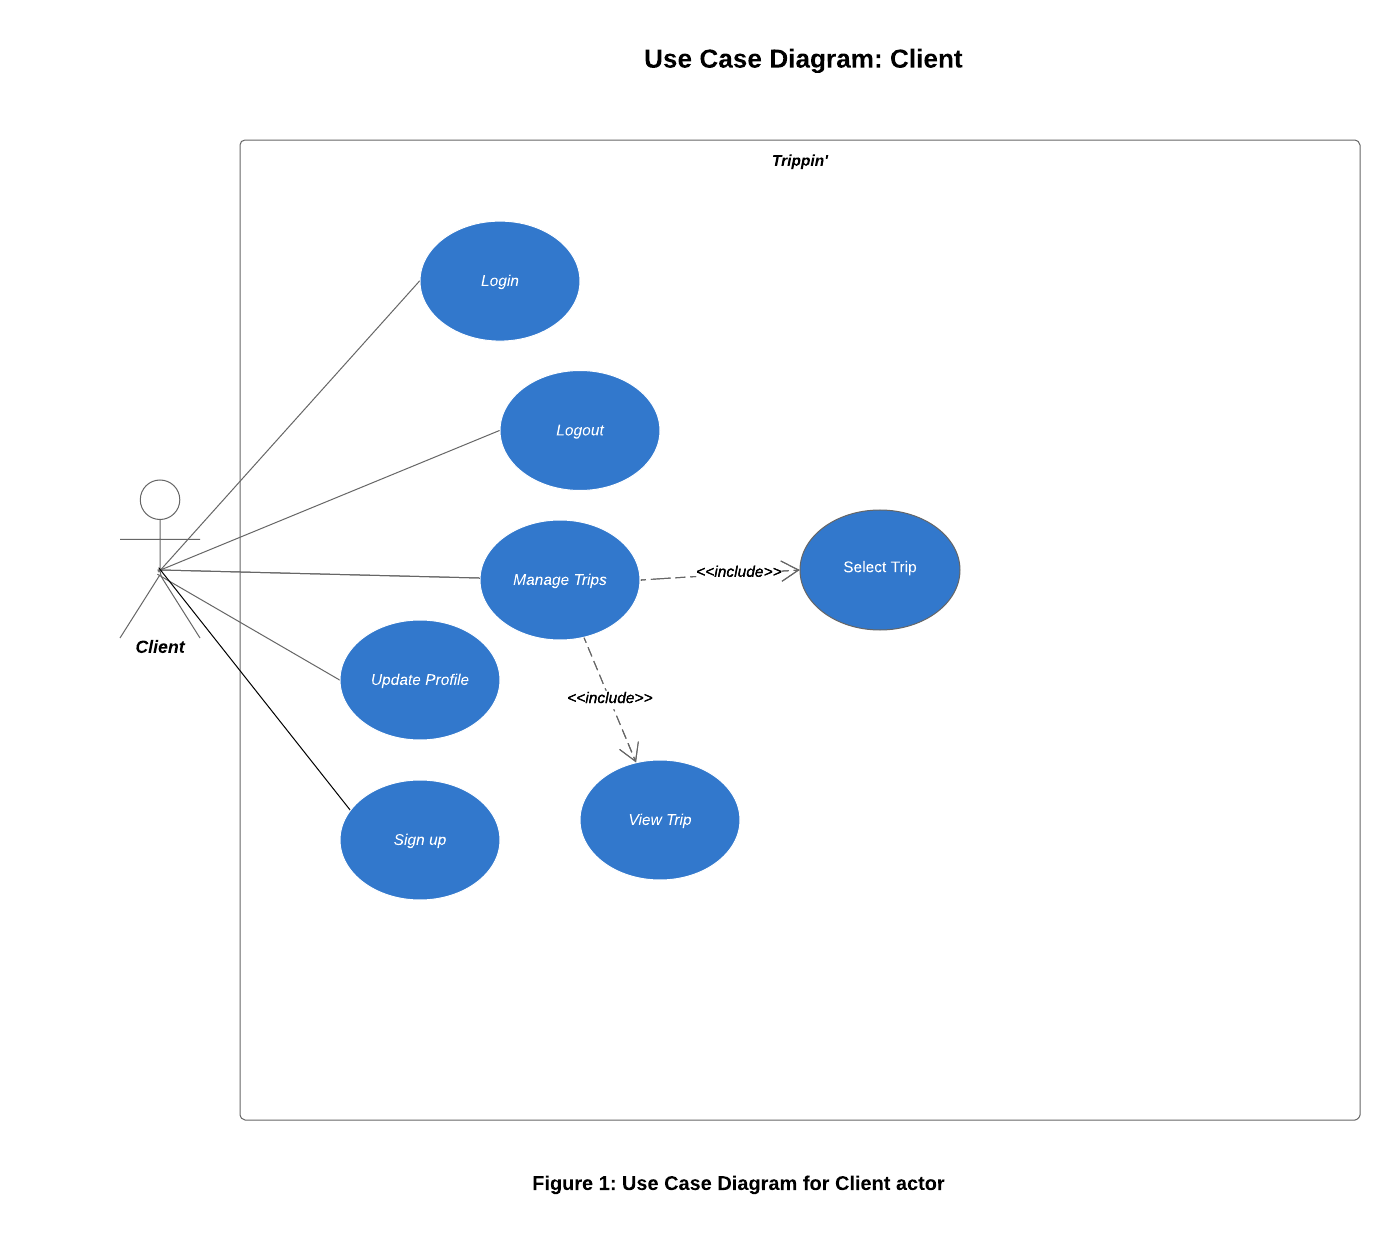 Use Case Diagram: Client
Trippin'
Login
Logout
Manage Trips
<<include>>
Select Trip
Client
Update Profile
<<include>>
Sign up
View Trip
Figure 1: Use Case Diagram for Client actor